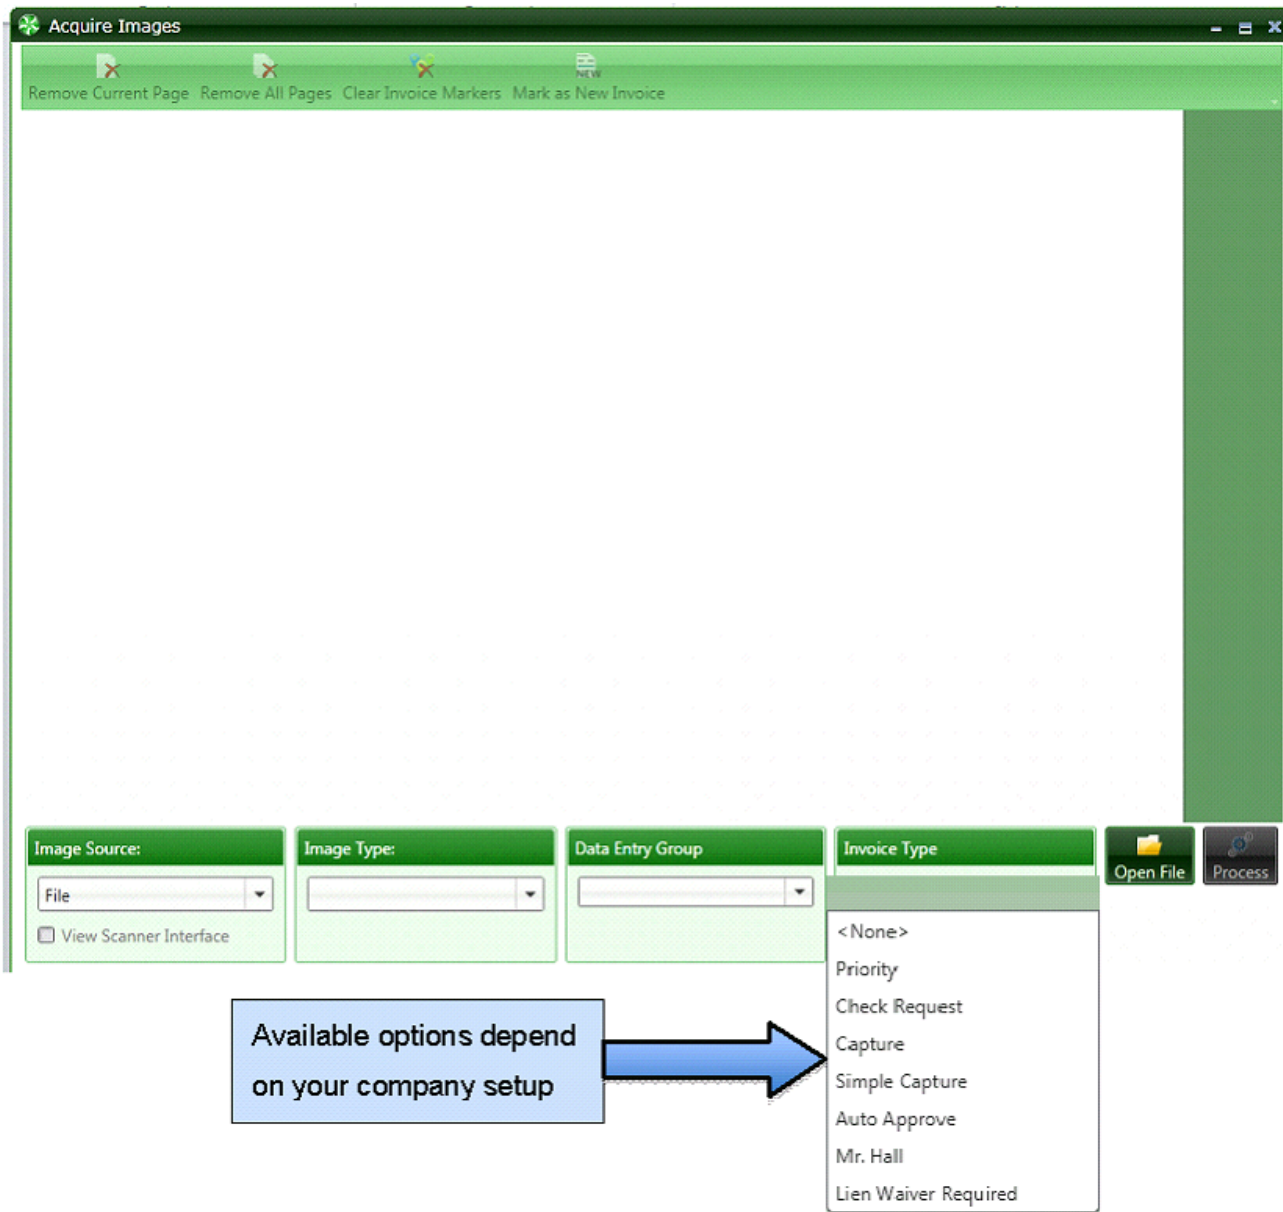 Acquire Images
Remove Current Page Remove All Pages Clear Invoice Markers Mark as New Invoice
NEW
Image Source:
Image Type:
Data Entry Group
Invoice Type
Open File
Process
File
View Scanner Interface
<None>
Priority
Check Request
Capture
Simple Capture
Auto Approve
Mr. Hall
Lien Waiver Required
Available options depend
on your company setup